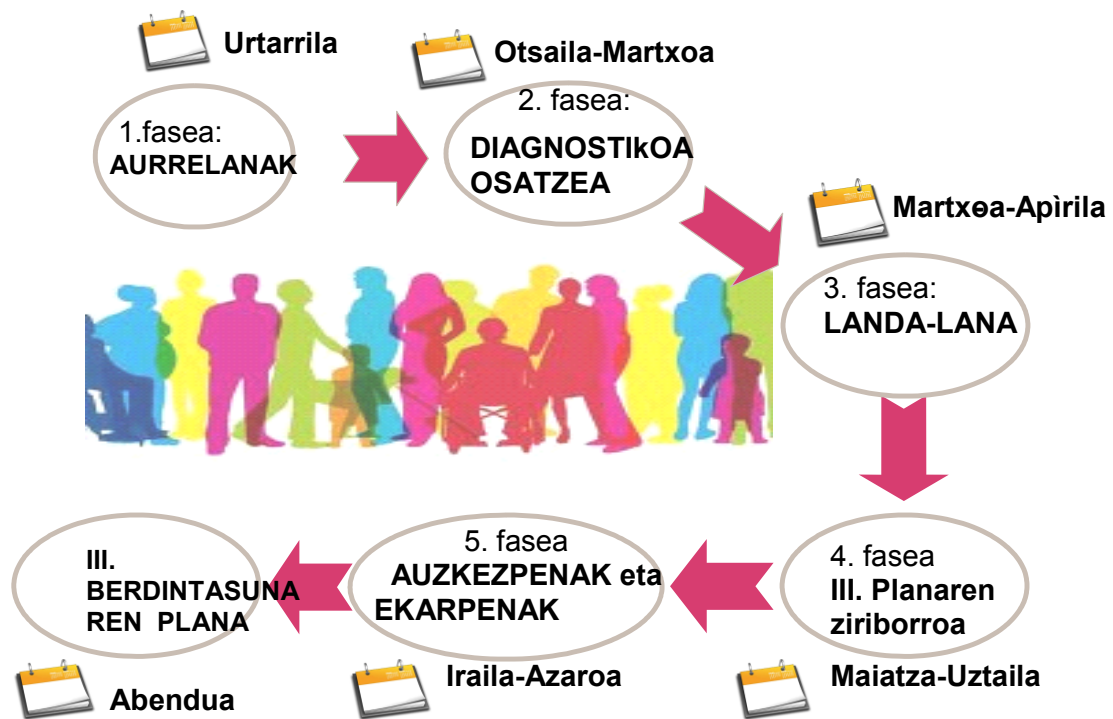 Urtarrila
1.fasea:
AURRELANAK
Otsaila-Martxoa
2. fasea:
DIAGNOSTIkOA
OSATZEA
Martxɵa-Apìrila
3. fasea:
LANDA-LANA
4. fasea
III. Planaren
ziriborroa
Maiatza-Uztaila
5. fasea
AUZKEZPENAK eta
EKARPENAK
Iraila-Azaroa
III.
BERDINTASUNA
REN PLANA
Abendua